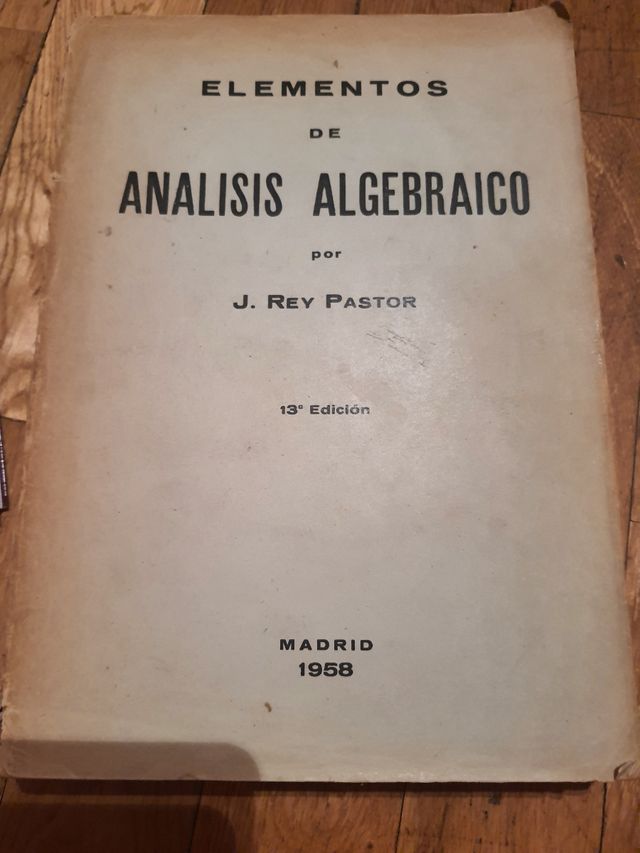 ELEMENTOS
DE
ANALISIS ALGEBRAICO
por
J. REY PASTOR
13ª Edición
MADRID
1958